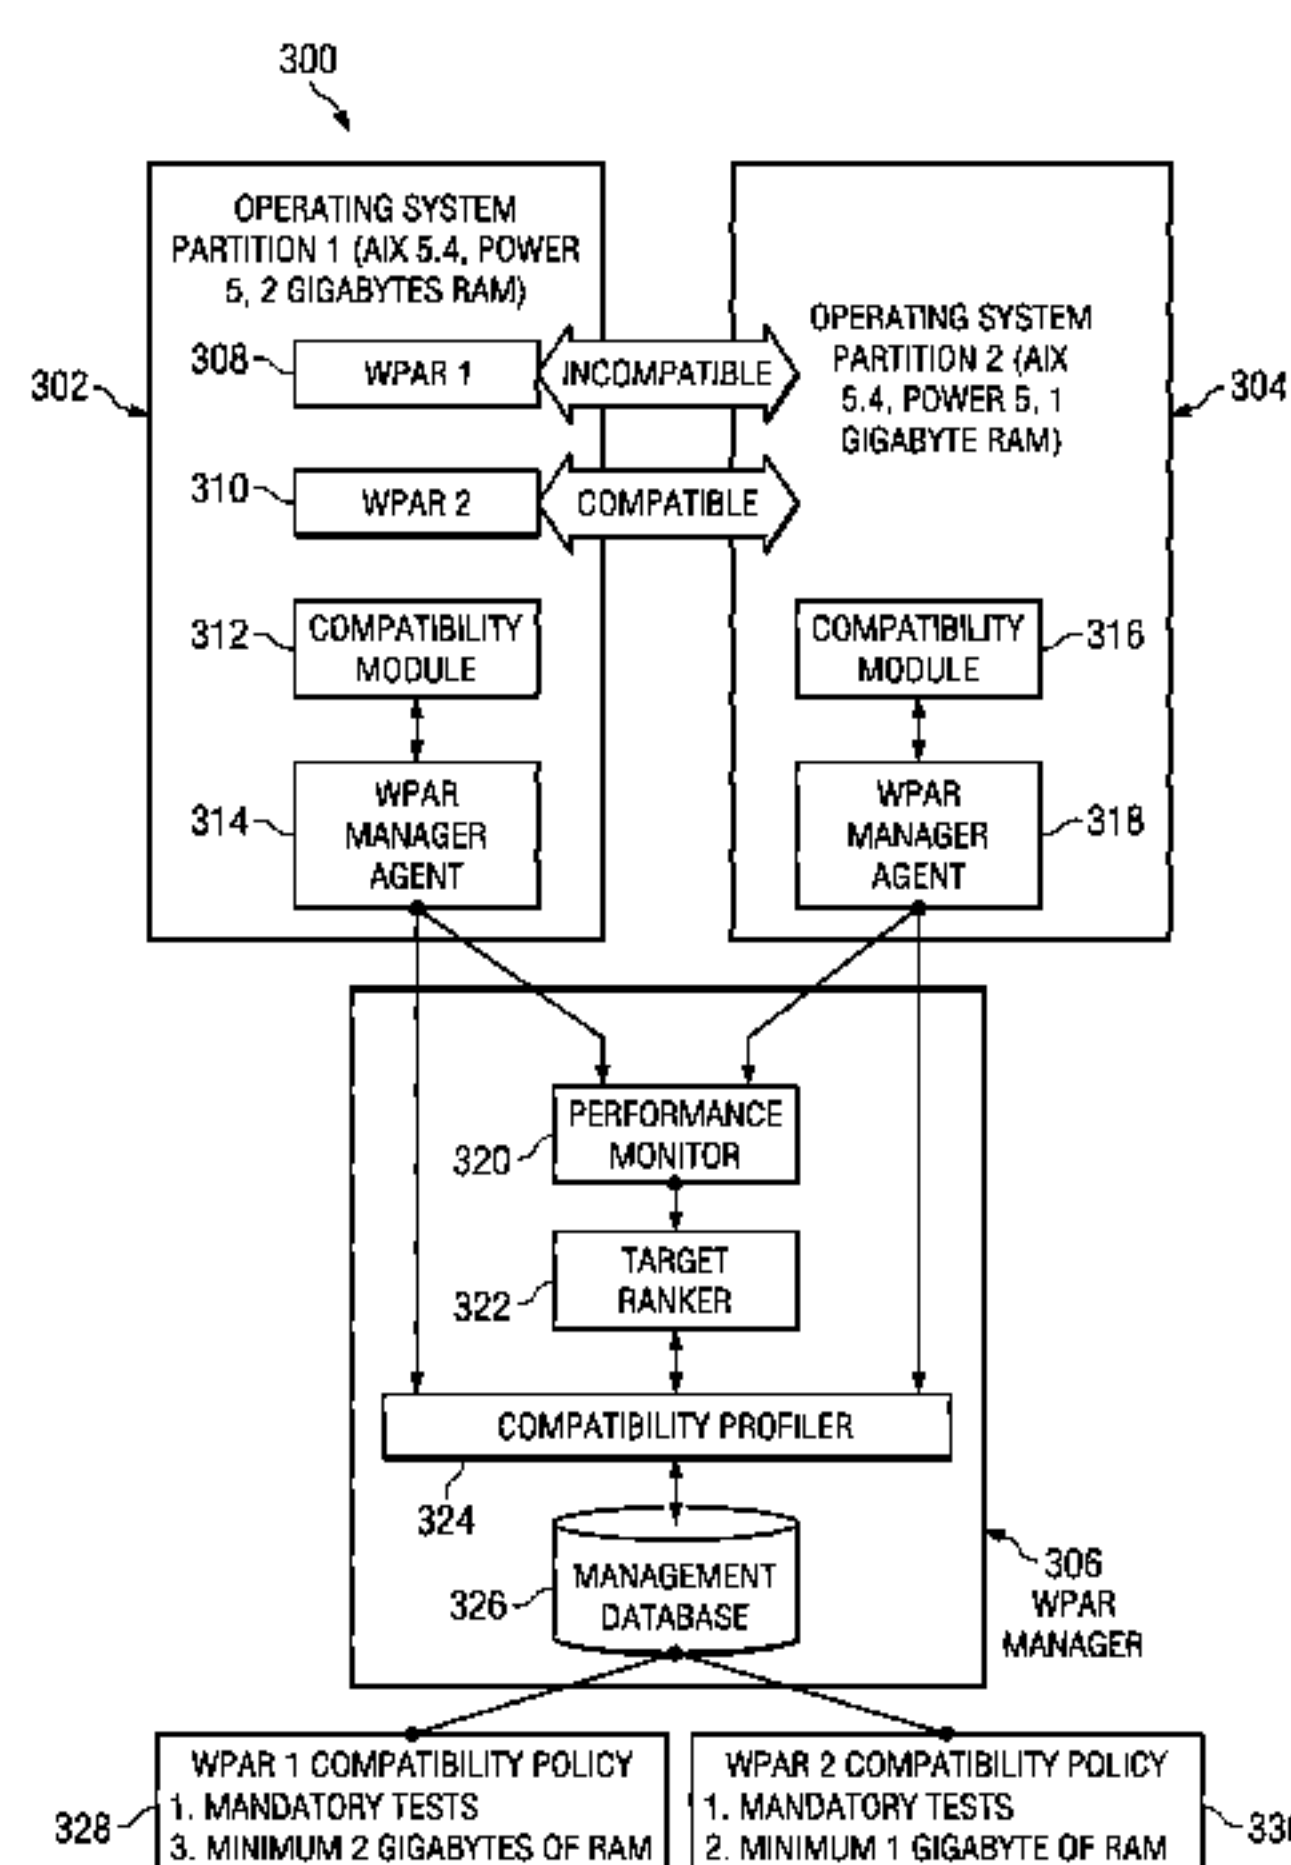 300
OPERATING SYSTEM
PARTITION 1 (AIX 5.4, POWER
5, 2 GIGABYTES RAM)
308
WPAR 1
INCOMPATIBLE
302
310
WPAR 2
COMPATIBLE
OPERATING SYSTEM
PARTITION 2 (AIX
5.4, POWER 5, 1
GIGABYTE RAM)
304
312
COMPATIBILITY
MODULE
COMPATIBILITY
MODULE
316
314
WPAR
MANAGER
AGENT
WPAR
MANAGER
AGENT
318
PERFORMANCE
MONITOR
320
TARGET
RANKER
322
COMPATIBILITY PROFILER
324
MANAGEMENT
DATABASE
326
306
WPAR
MANAGER
WPAR 1 COMPATIBILITY POLICY
1. MANDATORY TESTS
3. MINIMUM 2 GIGABYTES OF RAM
328
WPAR 2 COMPATIBILITY POLICY
1. MANDATORY TESTS
2. MINIMUM 1 GIGABYTE OF RAM